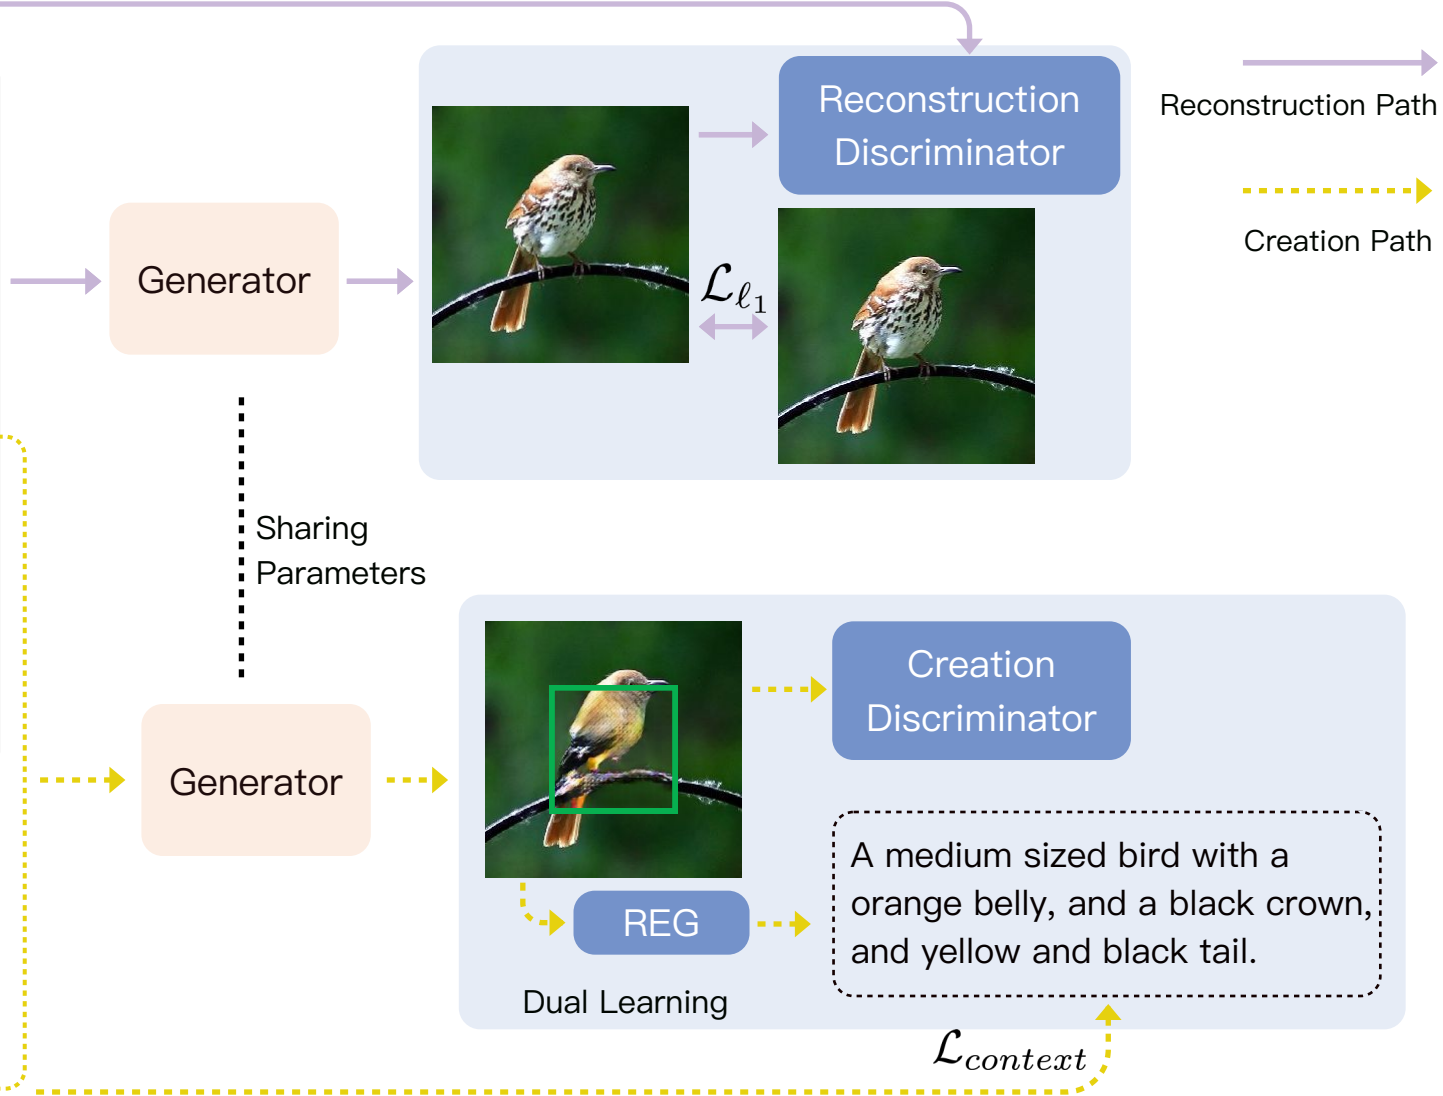 Reconstruction
Discriminator
Reconstruction Path
Generator
$\mathcal{L}_{\ell_1}$
Creation Path
Sharing
Parameters
Creation
Discriminator
Generator
A medium sized bird with a
orange belly, and a black crown,
and yellow and black tail.
REG
Dual Learning
$\mathcal{L}_{context}$